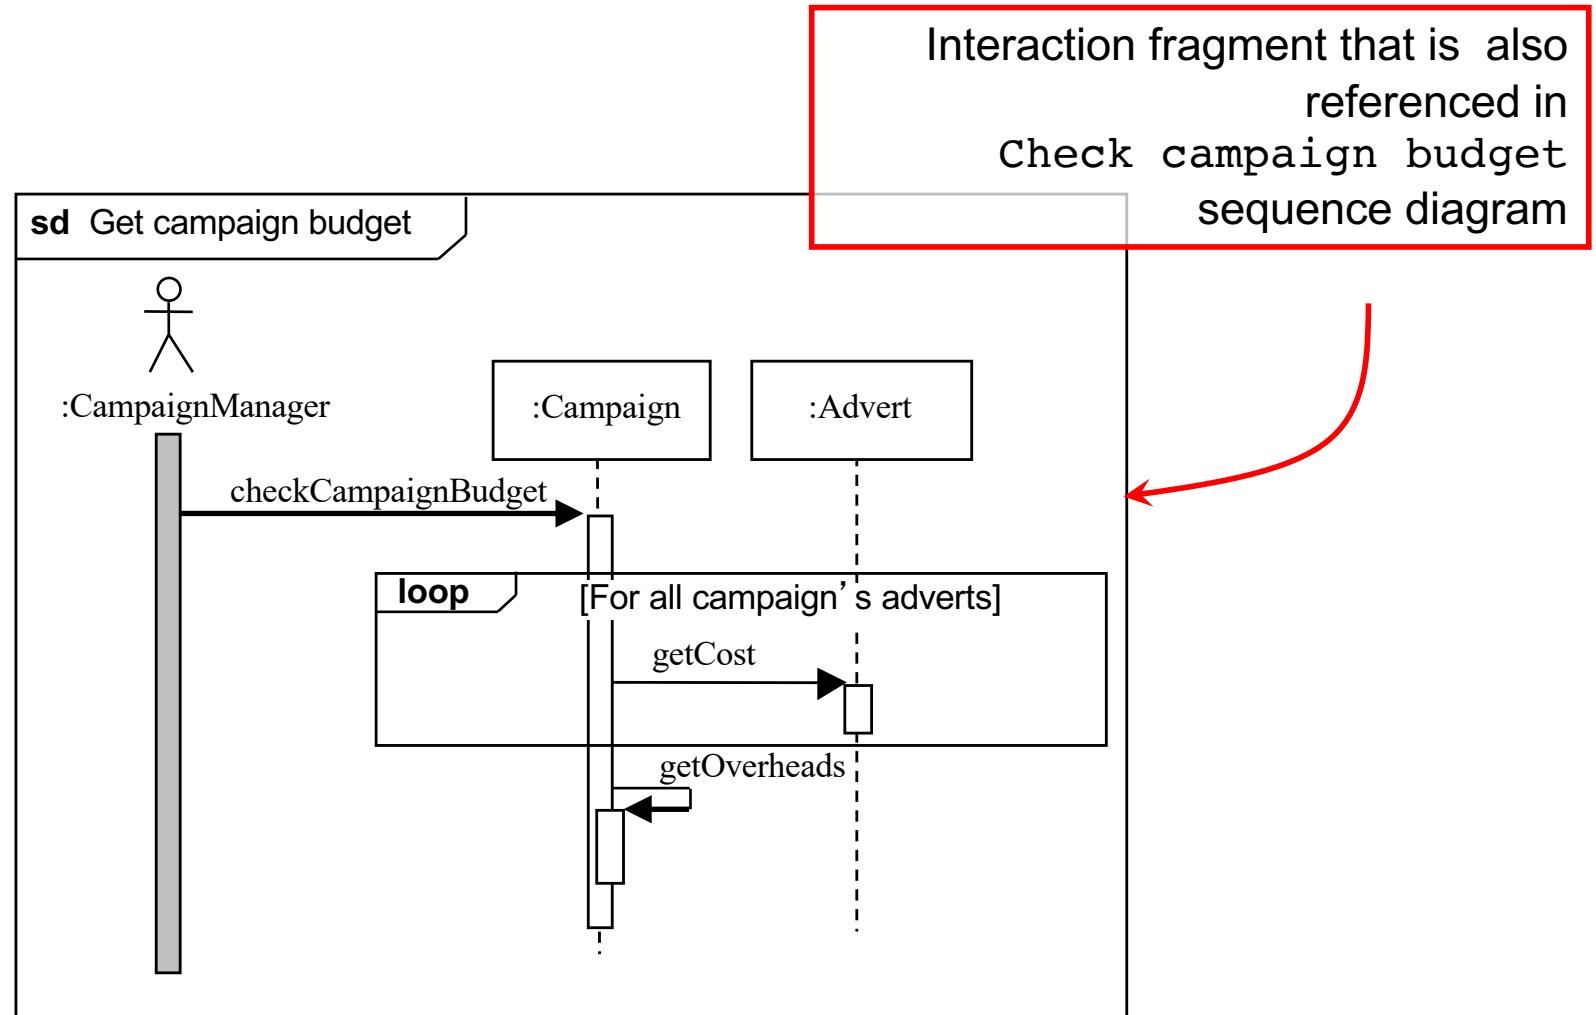 Interaction fragment that is  also
referenced in
Check campaign budget
sequence diagram
sd  Get campaign budget
:CampaignManager
:Campaign
:Advert
checkCampaignBudget
loop
[For all campaign’s adverts]
getCost
getOverheads